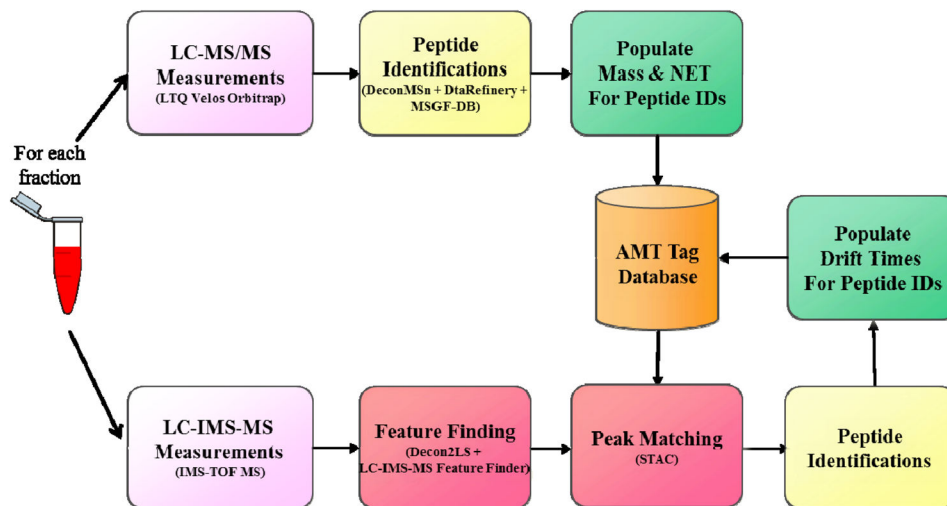 LC-MS/MS
Measurements
(LTQ Velos Orbitrap)
Peptide
Identifications
(DeconMSn + DtaRefinery +
MSGF-DB)
Populate
Mass & NET
For Peptide IDs
For each
fraction
AMT Tag
Database
Populate
Drift Times
For Peptide IDs
LC-IMS-MS
Measurements
(IMS-TOF MS)
Feature Finding
(Decon2LS +
LC-IMS-MS Feature Finder)
Peak Matching
(STAC)
Peptide
Identifications